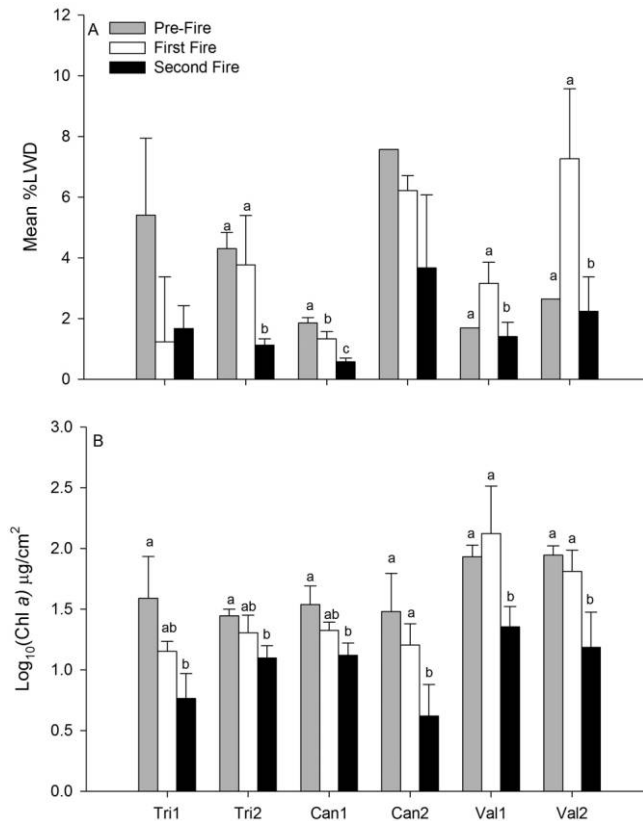 A
Pre-Fire
First Fire
Second Fire
Mean %LWD
12
10
8
6
4
2
0
a a b
a b c
a a b
a a b
B
Log₁₀(Chl a) µg/cm²
3.0
2.5
2.0
1.5
1.0
0.5
0.0
a ab b
a ab b
a ab b
a a b
a a b
a a b
Tri1 Tri2 Can1 Can2 Val1 Val2